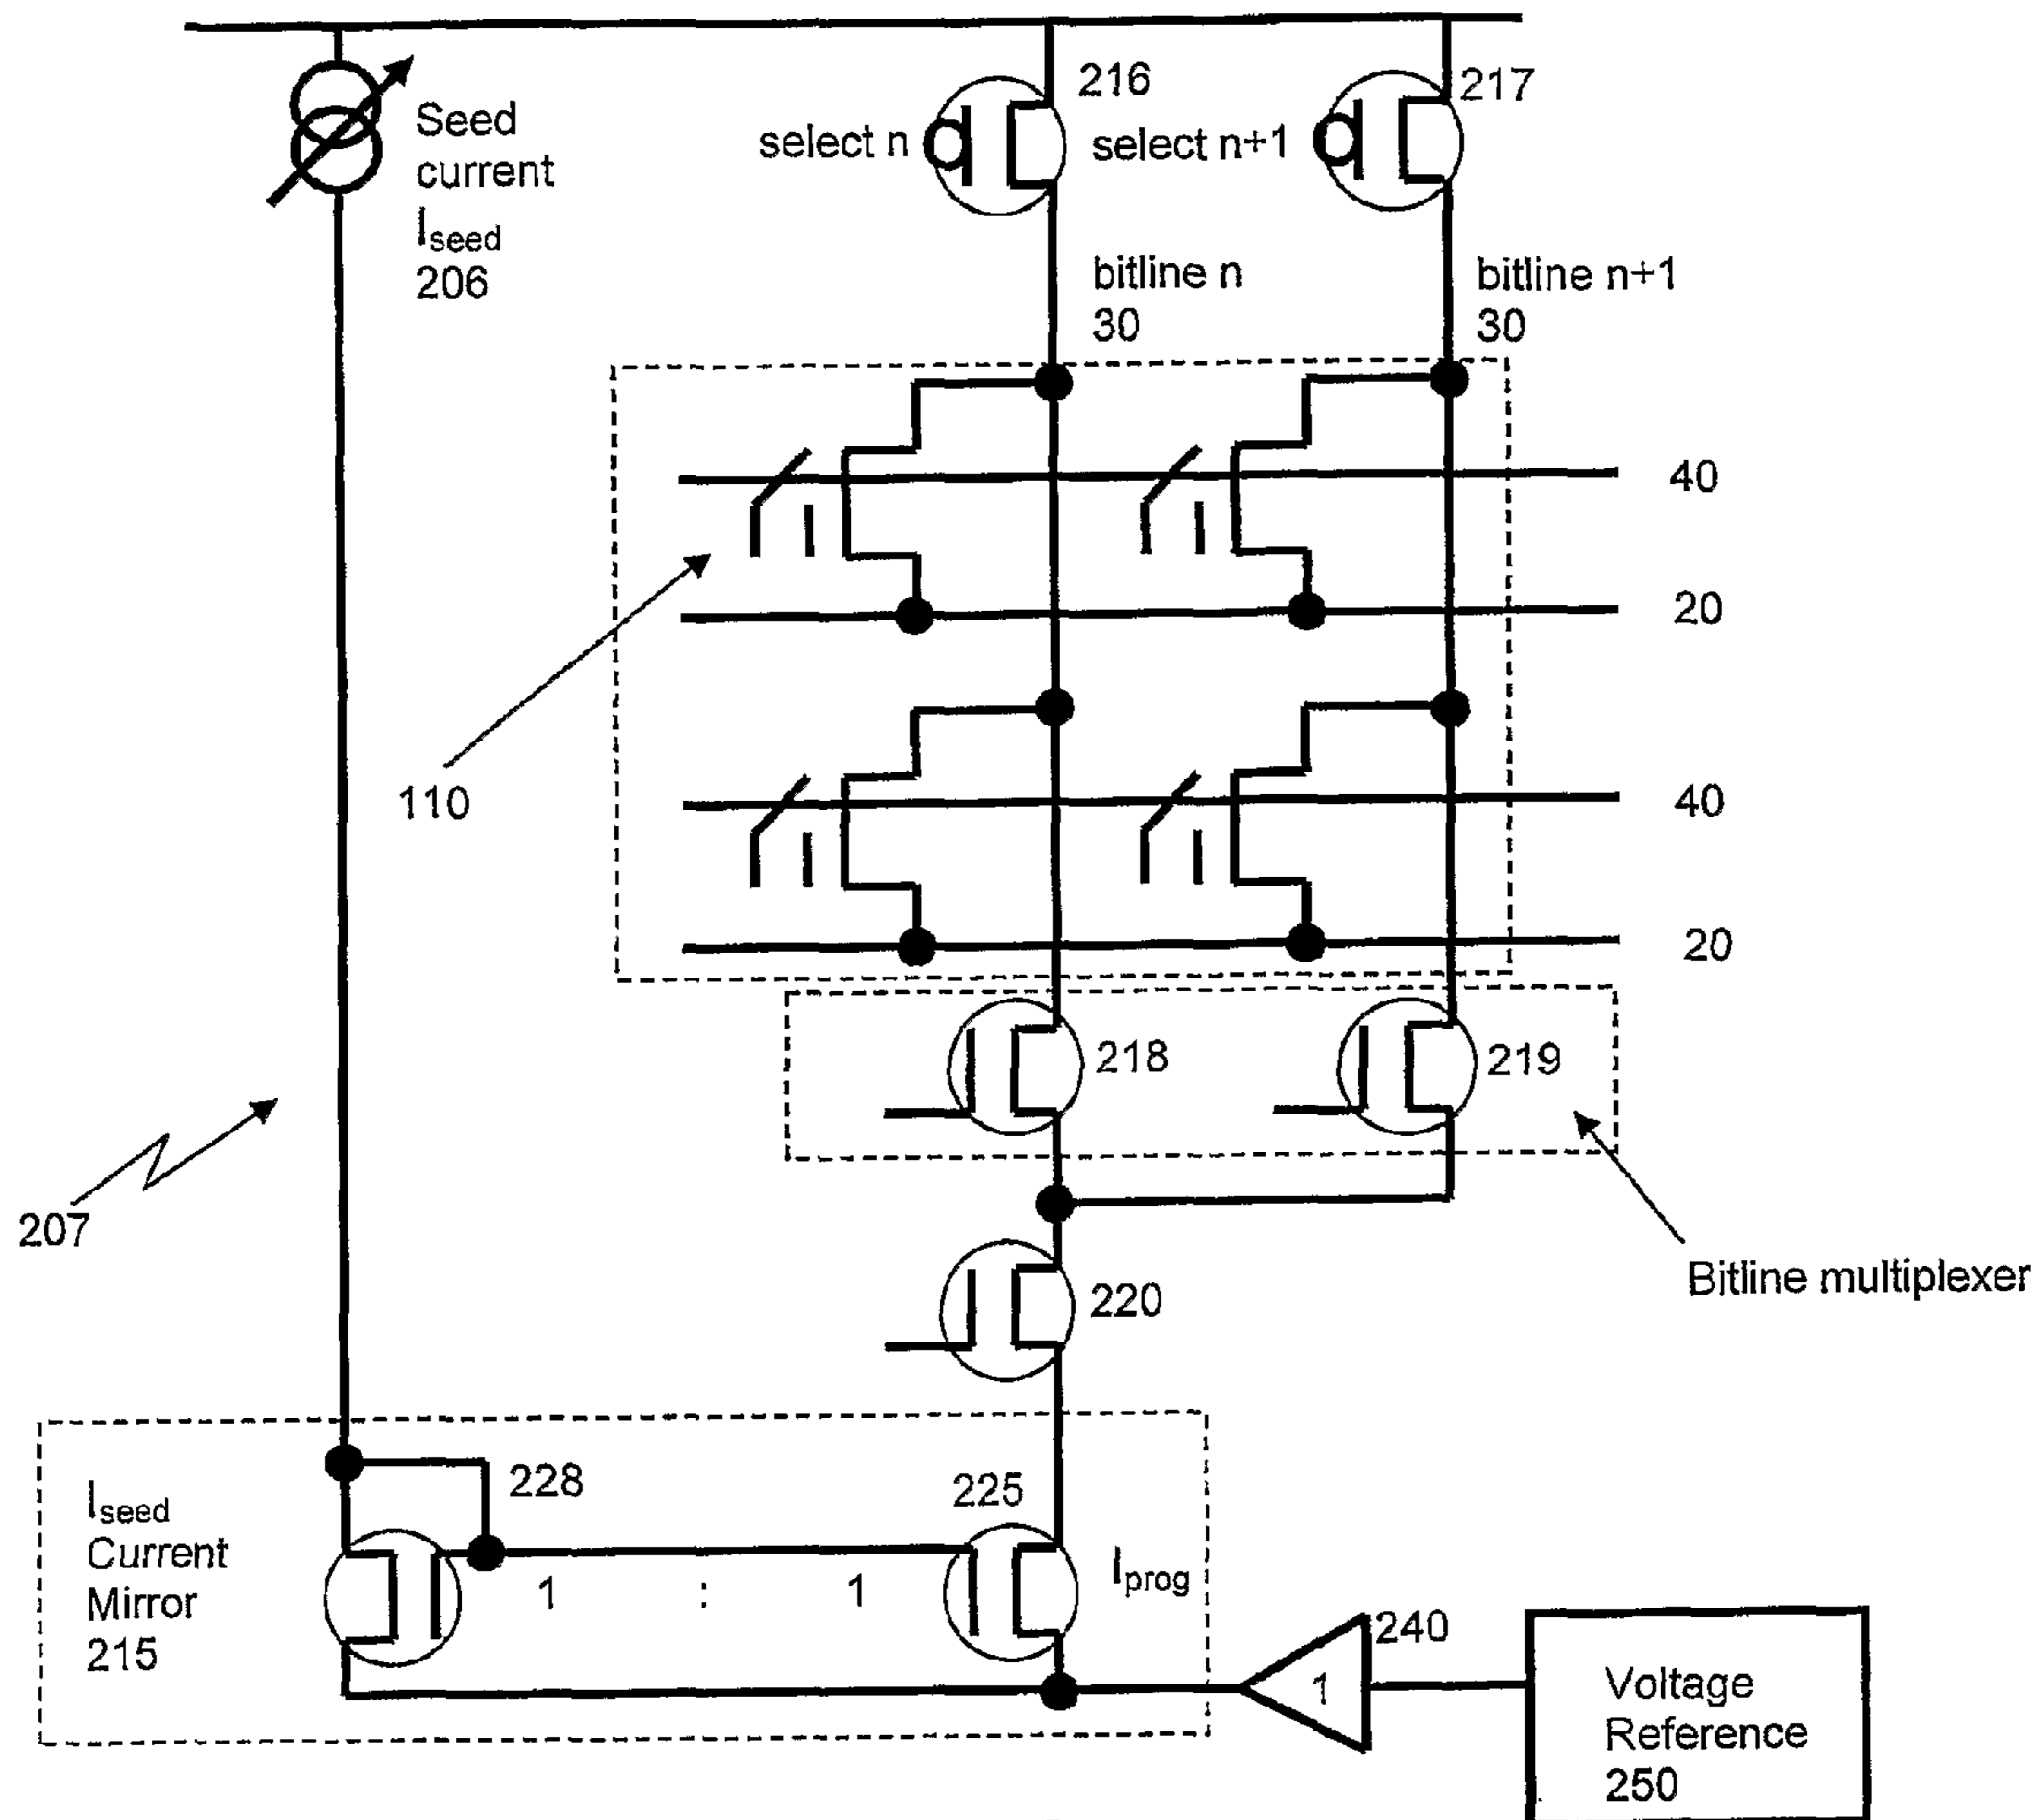 216
217
Seed
current
Iseed
206
select n
select n+1
bitline n
30
bitline n+1
30
40
20
110
40
20
218
219
207
Bitline multiplexer
220
228
225
Iseed
Current
Mirror
215
1 : 1
Iprog
240
1
Voltage
Reference
250